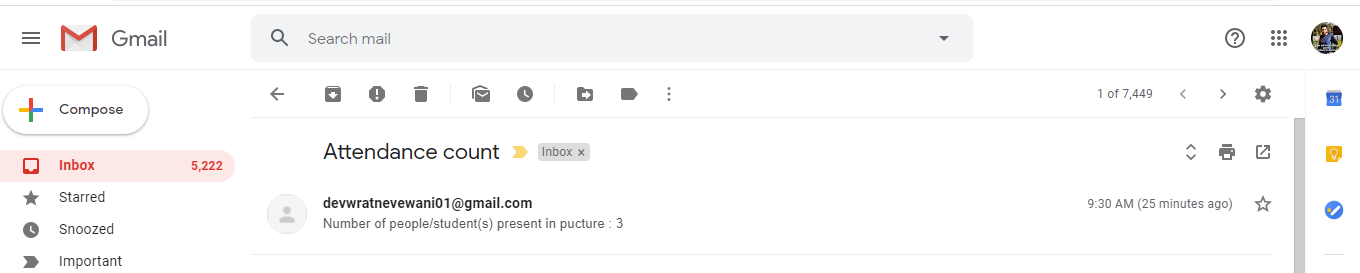 Gmail
Search mail
Compose
1 of 7,449
31
Attendance count
Inbox ×
Inbox 5,222
Starred
devwratnevewani01@gmail.com
9:30 AM (25 minutes ago)
Number of people/student(s) present in pucture : 3
Snoozed
Important